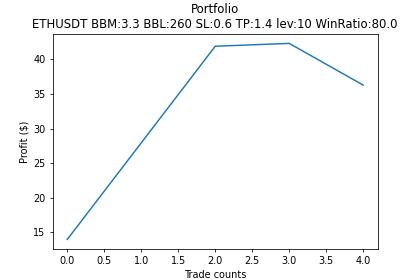 Portfolio
ETHUSDT BBM:3.3 BBL:260 SL:0.6 TP:1.4 lev:10 WinRatio:80.0
40
35
30
25
20
15
Profit ($)
0.0 0.5 1.0 1.5 2.0 2.5 3.0 3.5 4.0
Trade counts